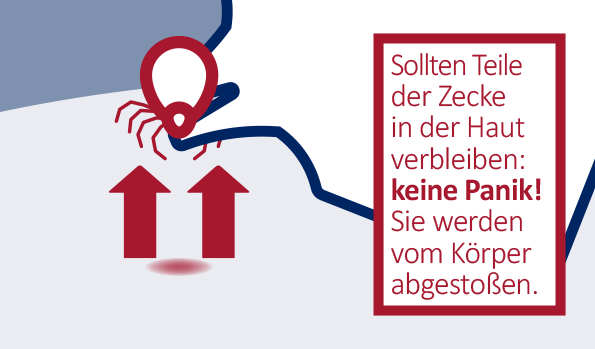 Sollten Teile
der Zecke
in der Haut
verbleiben:
keine Panik!
Sie werden
vom Körper
abgestoßen.